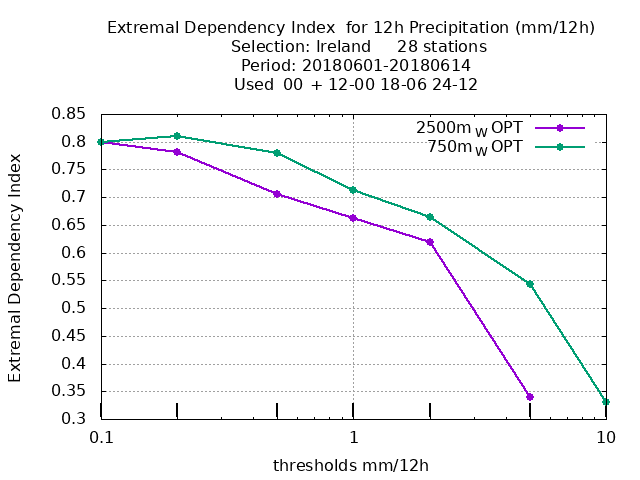 Extremal Dependency Index  for 12h Precipitation (mm/12h)
Selection: Ireland     28 stations
Period: 20180601-20180614
Used  00  + 12-00 18-06 24-12
2500m W OPT
750m W OPT
0.85
0.8
0.75
0.7
0.65
0.6
0.55
0.5
0.45
0.4
0.35
0.3
Extremal Dependency Index
0.1
1
10
thresholds mm/12h